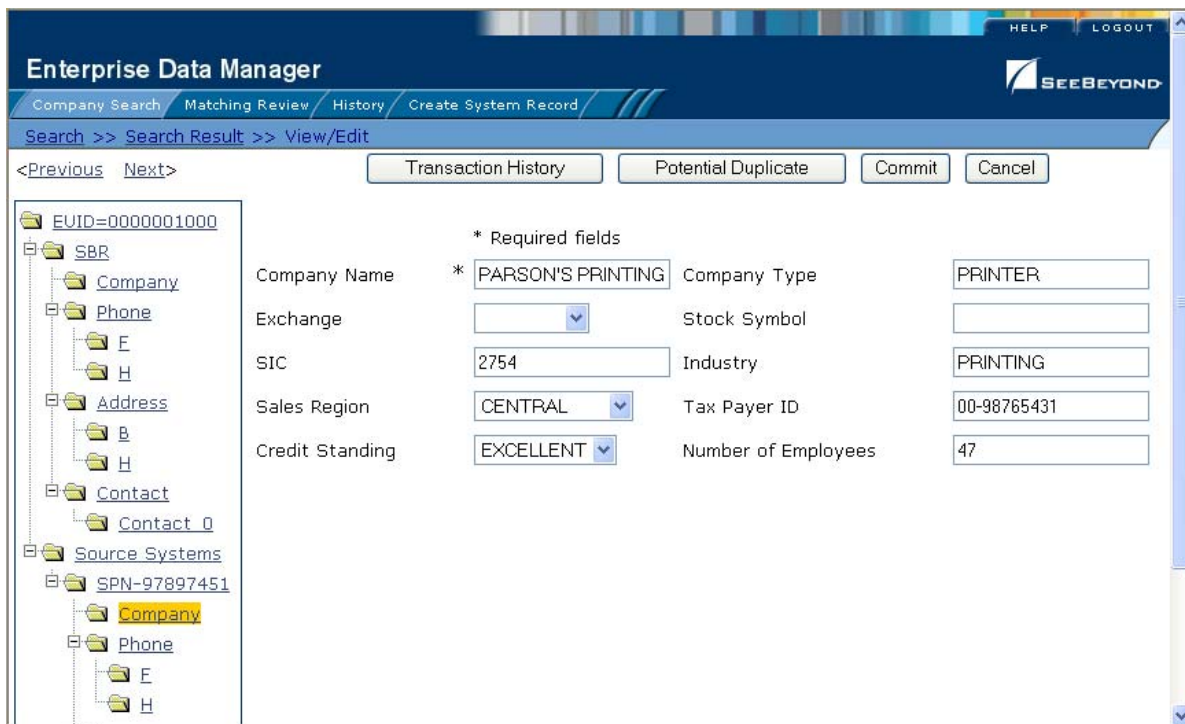 HELP LOGOUT
Enterprise Data Manager
SEEBEYOND
Company Search Matching Review History Create System Record
Search >> Search Result >> View/Edit
<Previous Next>
Transaction History Potential Duplicate Commit Cancel
EUID=0000001000
SBR
Company
Phone
F
H
Address
B
H
Contact
Contact_0
Source Systems
SPN-97897451
Company
Phone
F
H
* Required fields
Company Name * PARSON'S PRINTING Company Type PRINTER
Exchange Stock Symbol
SIC 2754 Industry PRINTING
Sales Region CENTRAL Tax Payer ID 00-98765431
Credit Standing EXCELLENT Number of Employees 47